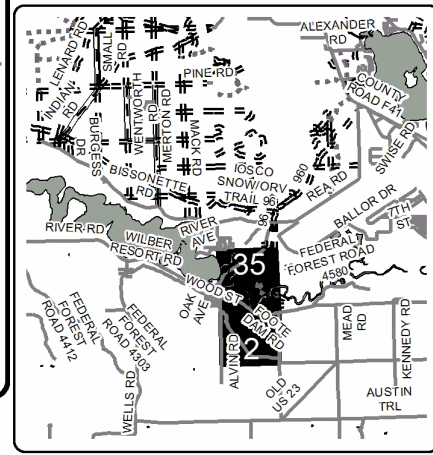 ALEXANDER
RD
LENARD RD
SMALL
RD
INDIAN
RD
PINE RD
COUNTY
ROAD F41
WENTWORTH
RD
MERTON RD
MACK RD
BURGESS
DR
SWISE RD
BISSONETTE
RD
IOSCO
SNOW/ORV
TRAIL 96
960
96
REA RD
BALLOR DR
7TH
ST
RIVER RD
RIVER
AVE
WILBER
RESORT RD
FEDERAL
FOREST ROAD
4580
35
WOOD ST
OAK
AVE
FOOTE
DAM RD
FEDERAL
FOREST
ROAD 4412
FEDERAL
FOREST
ROAD 4303
MEAD
RD
KENNEDY RD
2
ALVIN RD
WELLS RD
OLD
US 23
AUSTIN
TRL